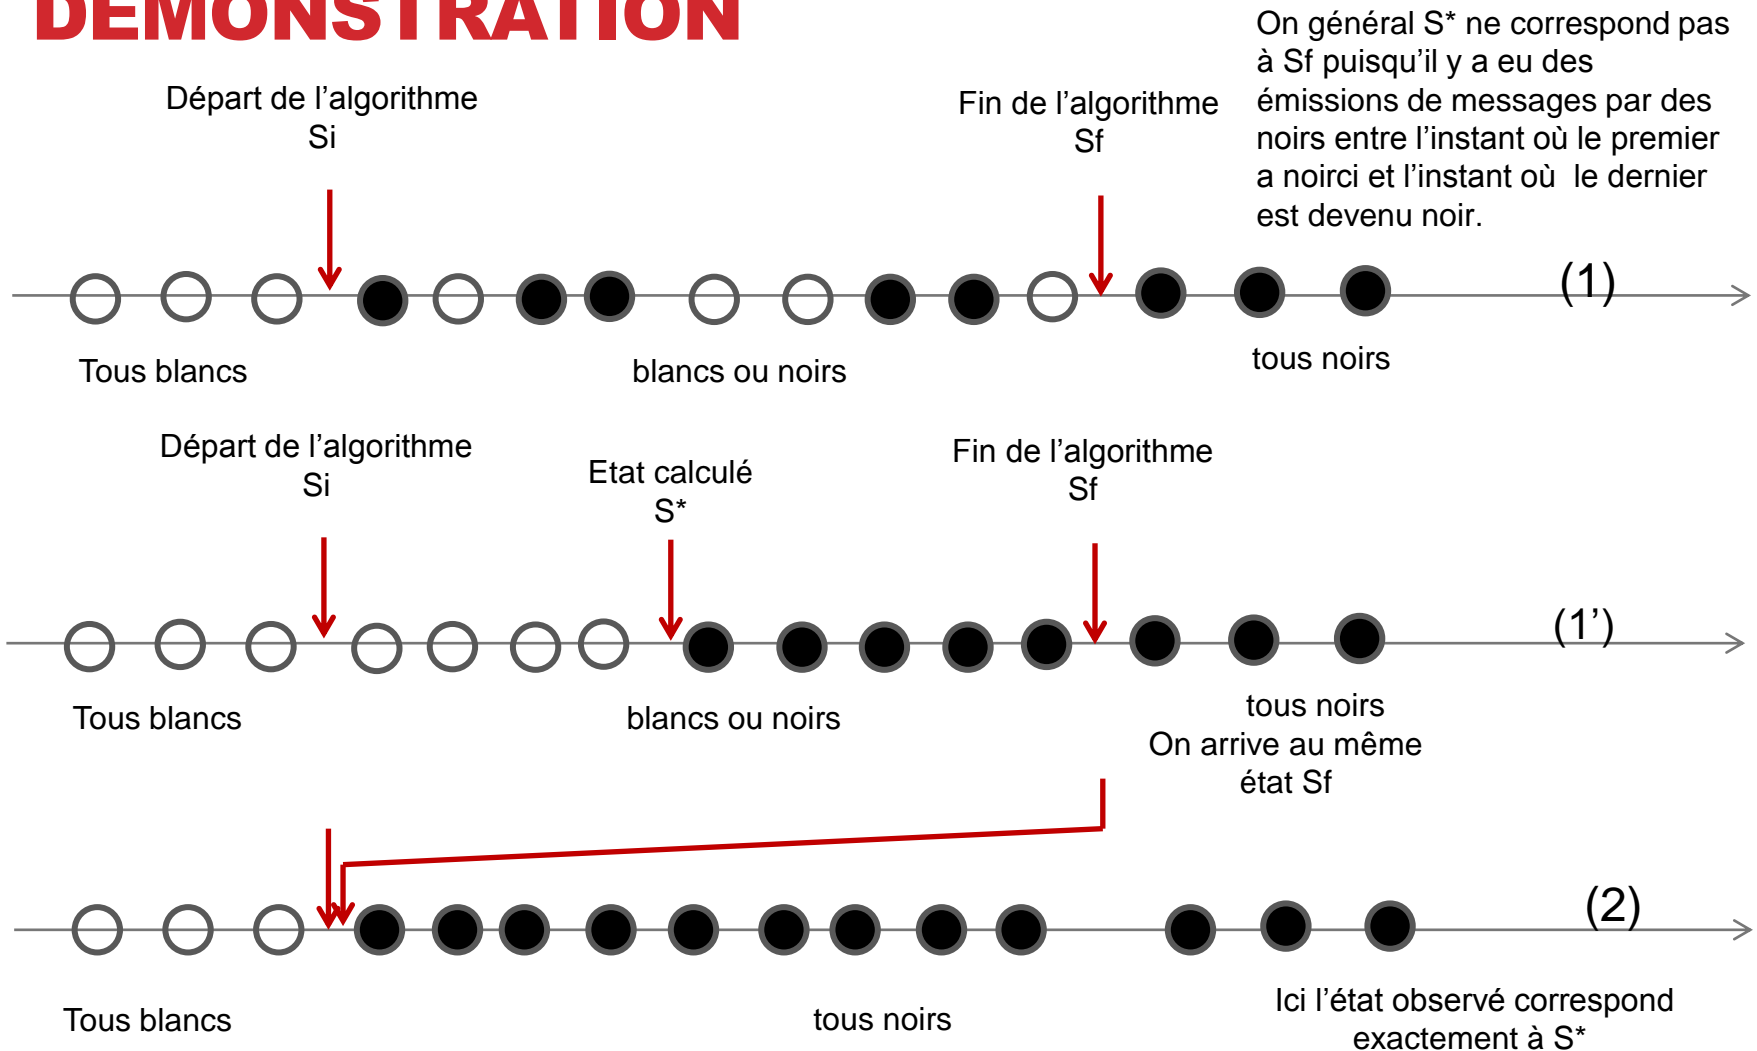 DEMONSTRATION
On général S* ne correspond pas
à Sf puisqu'il y a eu des
émissions de messages par des
noirs entre l'instant où le premier
a noirci et l'instant où le dernier
est devenu noir.
Départ de l'algorithme
Si
Fin de l'algorithme
Sf
(1)
Tous blancs
blancs ou noirs
tous noirs
Départ de l'algorithme
Si
Etat calculé
S*
Fin de l'algorithme
Sf
(1')
Tous blancs
blancs ou noirs
tous noirs
On arrive au même
état Sf
(2)
Tous blancs
tous noirs
Ici l'état observé correspond
exactement à S*